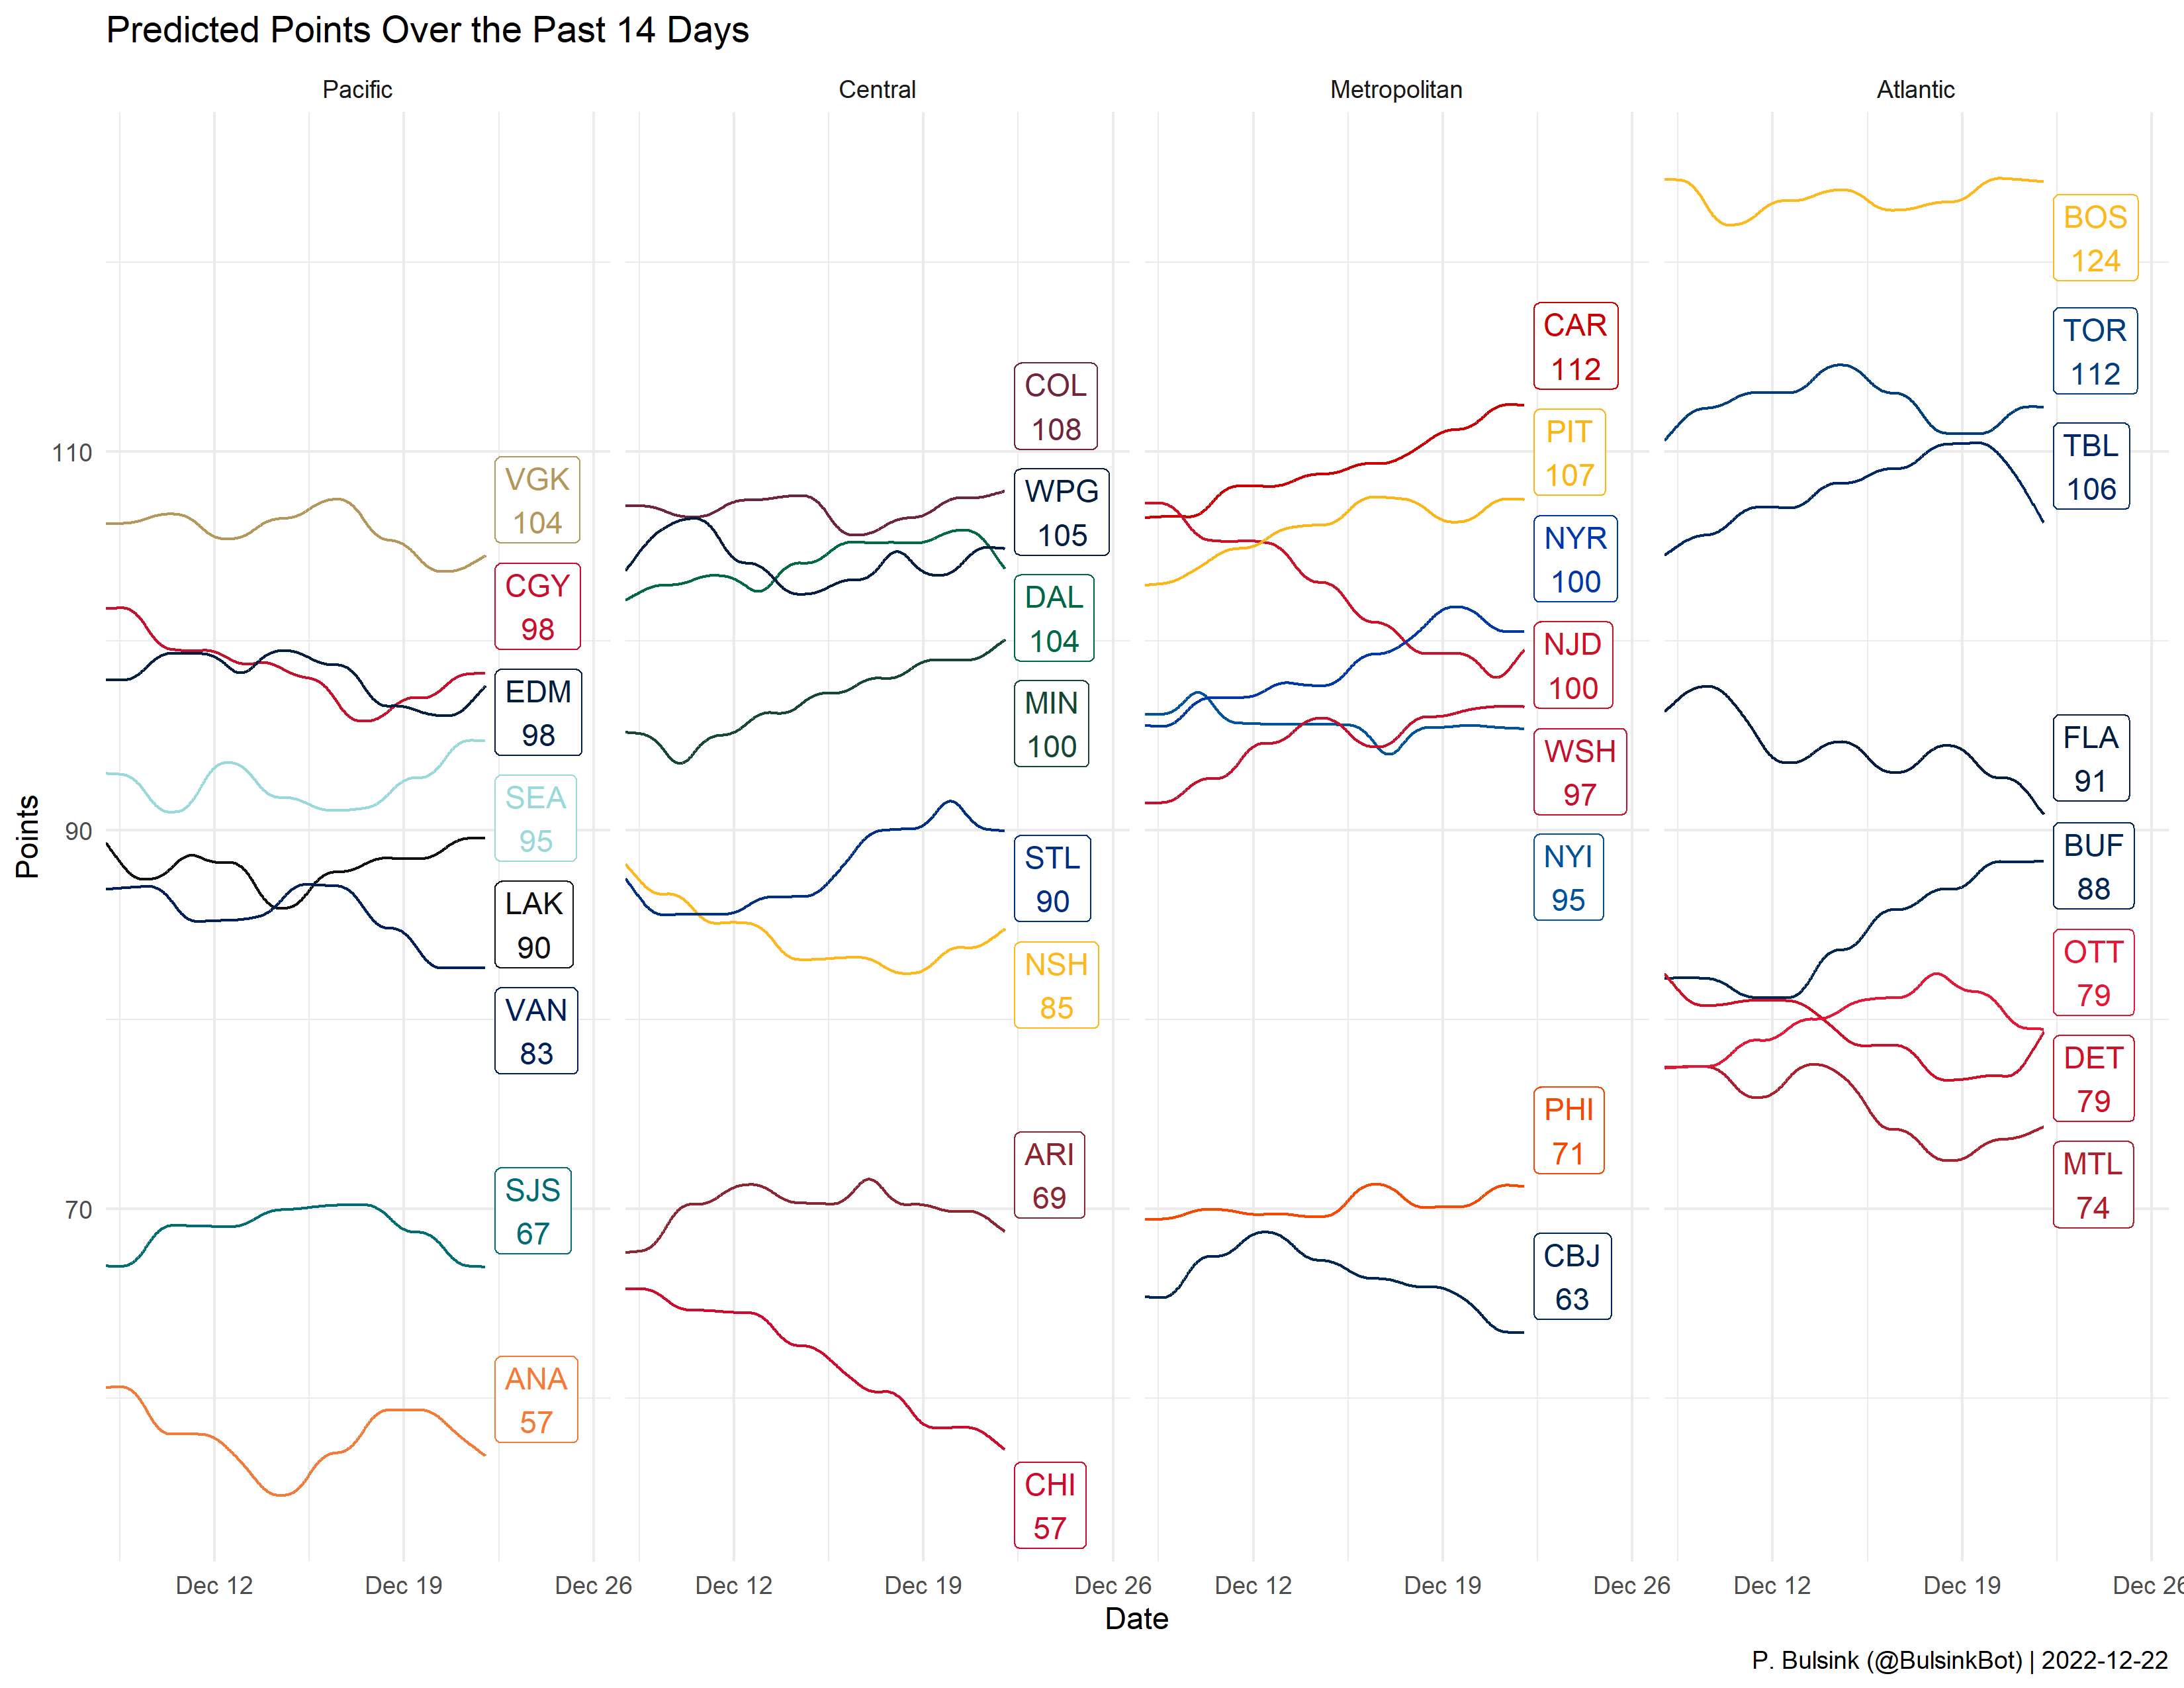 Predicted Points Over the Past 14 Days
Pacific
Central
Metropolitan
Atlantic
Points
110
90
70
VGK
104
CGY
98
EDM
98
SEA
95
LAK
90
VAN
83
SJS
67
ANA
57
COL
108
WPG
105
DAL
104
MIN
100
STL
90
NSH
85
ARI
69
CHI
57
CAR
112
PIT
107
NYR
100
NJD
100
WSH
97
NYI
95
PHI
71
CBJ
63
BOS
124
TOR
112
TBL
106
FLA
91
BUF
88
OTT
79
DET
79
MTL
74
Dec 12 Dec 19 Dec 26 Dec 12 Dec 19 Dec 26 Dec 12 Dec 19 Dec 26 Dec 12 Dec 19 Dec 26
Date
P. Bulsink (@BulsinkBot) | 2022-12-22